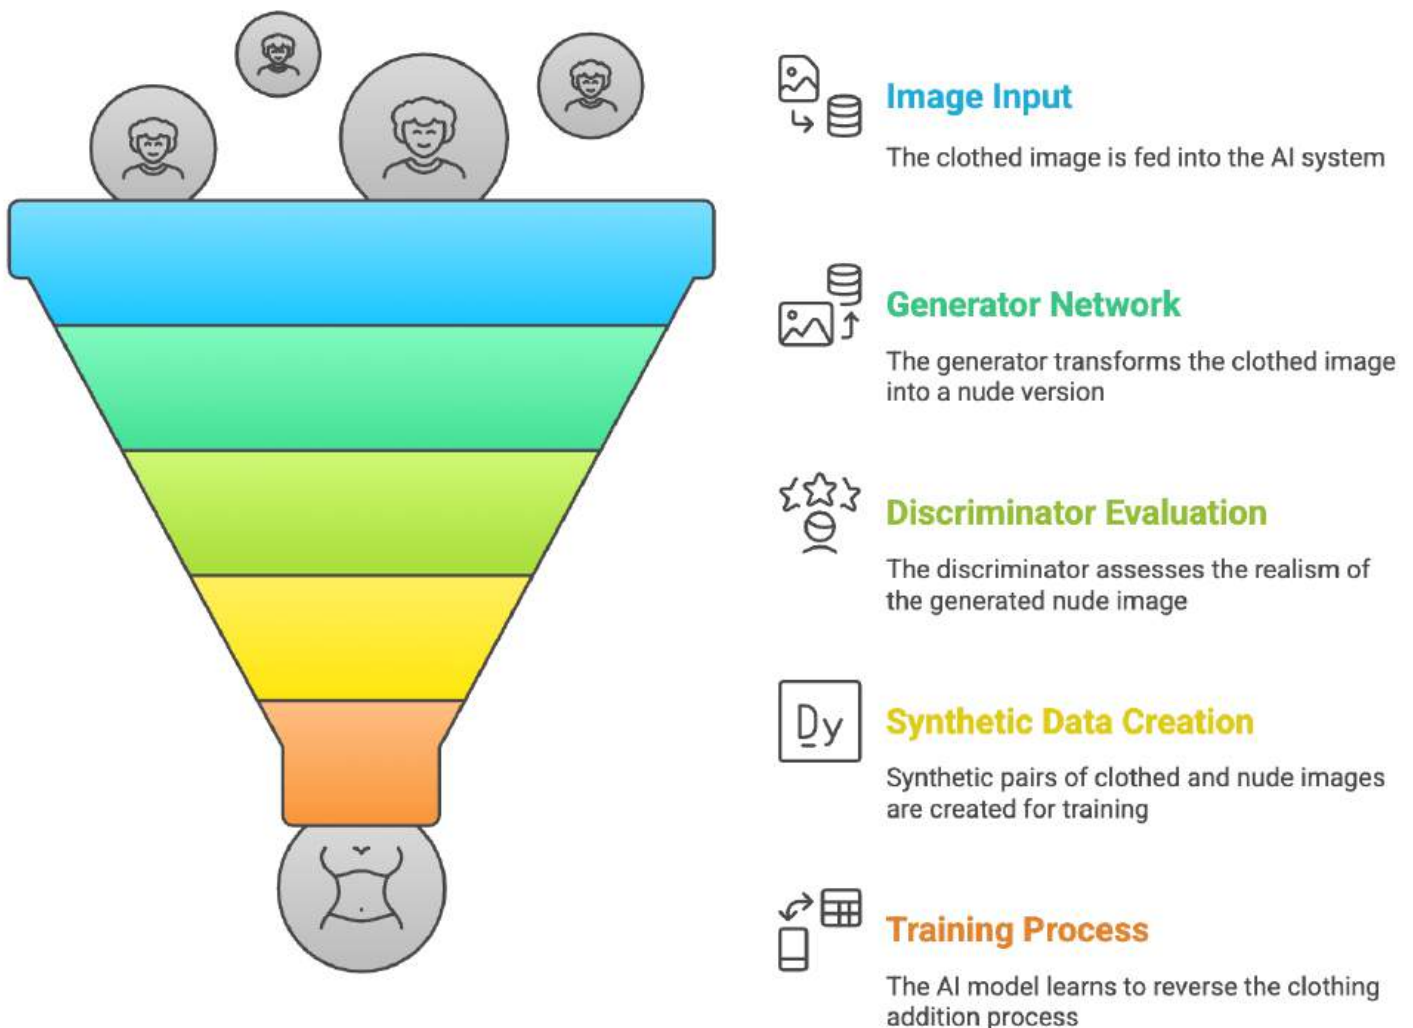 Image Input
The clothed image is fed into the AI system
Generator Network
The generator transforms the clothed image
into a nude version
Discriminator Evaluation
The discriminator assesses the realism of
the generated nude image
Dy
Synthetic Data Creation
Synthetic pairs of clothed and nude images
are created for training
Training Process
The AI model learns to reverse the clothing
addition process